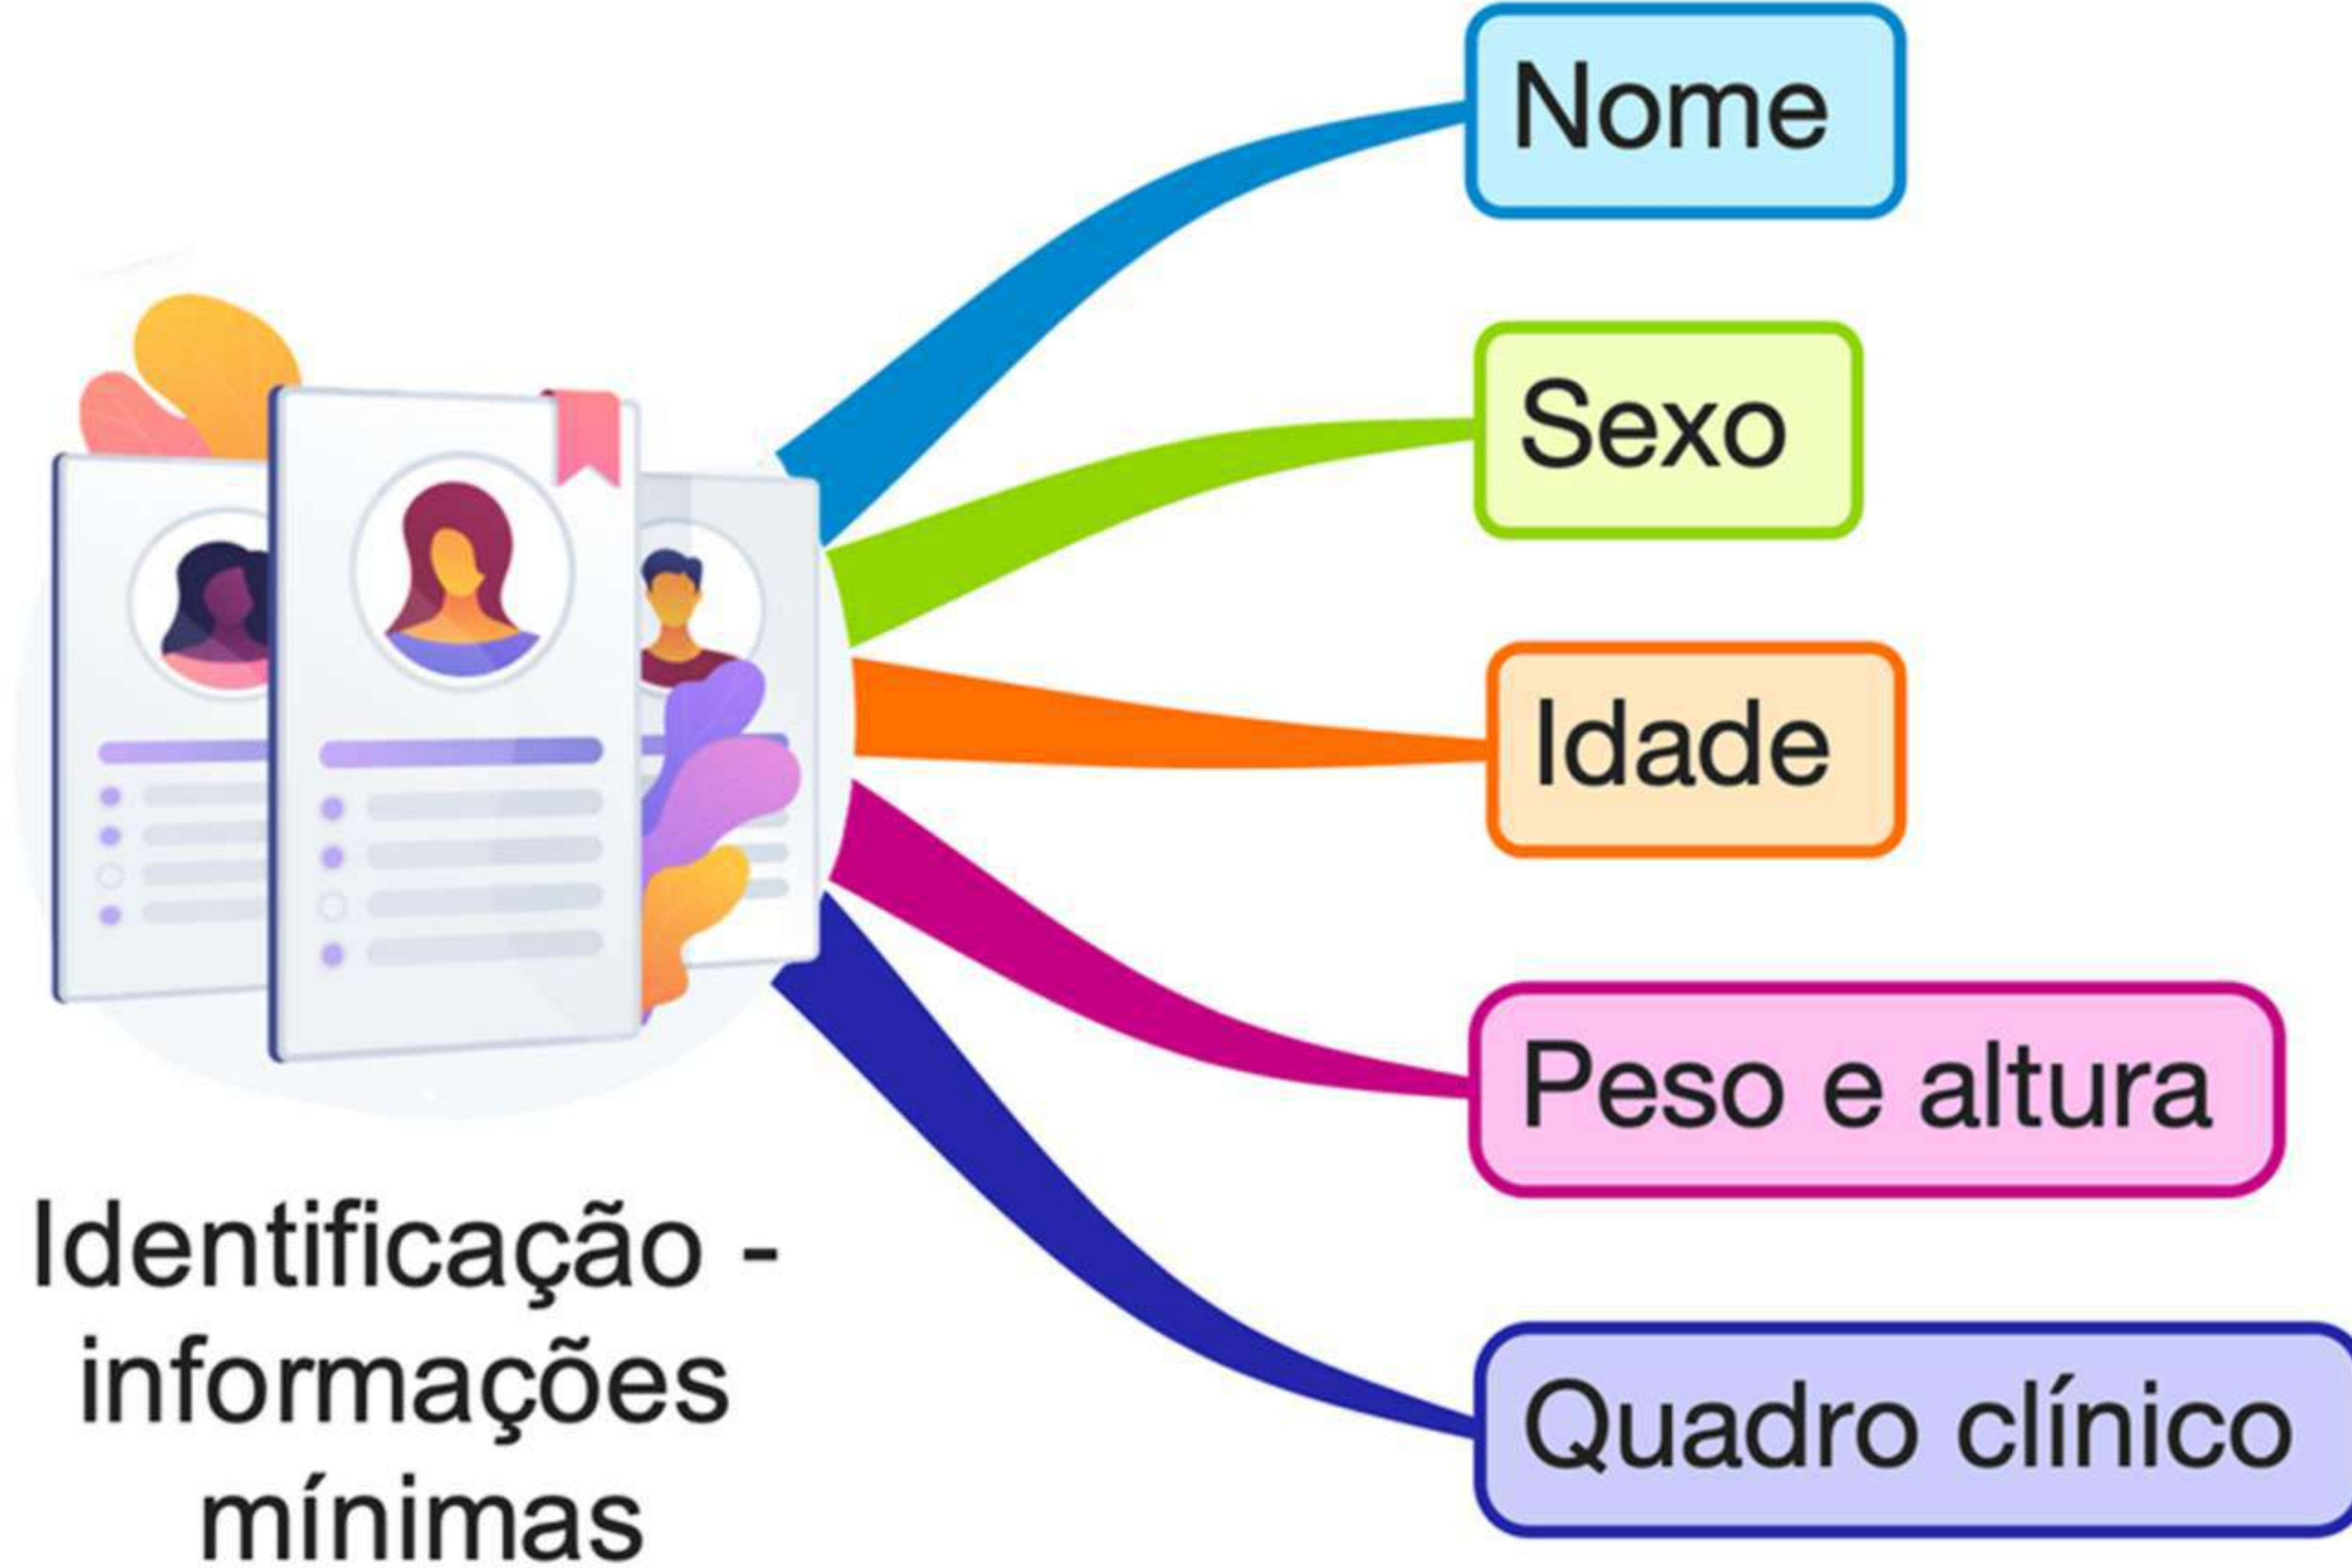 Nome
Sexo
Idade
Peso e altura
Quadro clínico
Identificação -
informações
mínimas